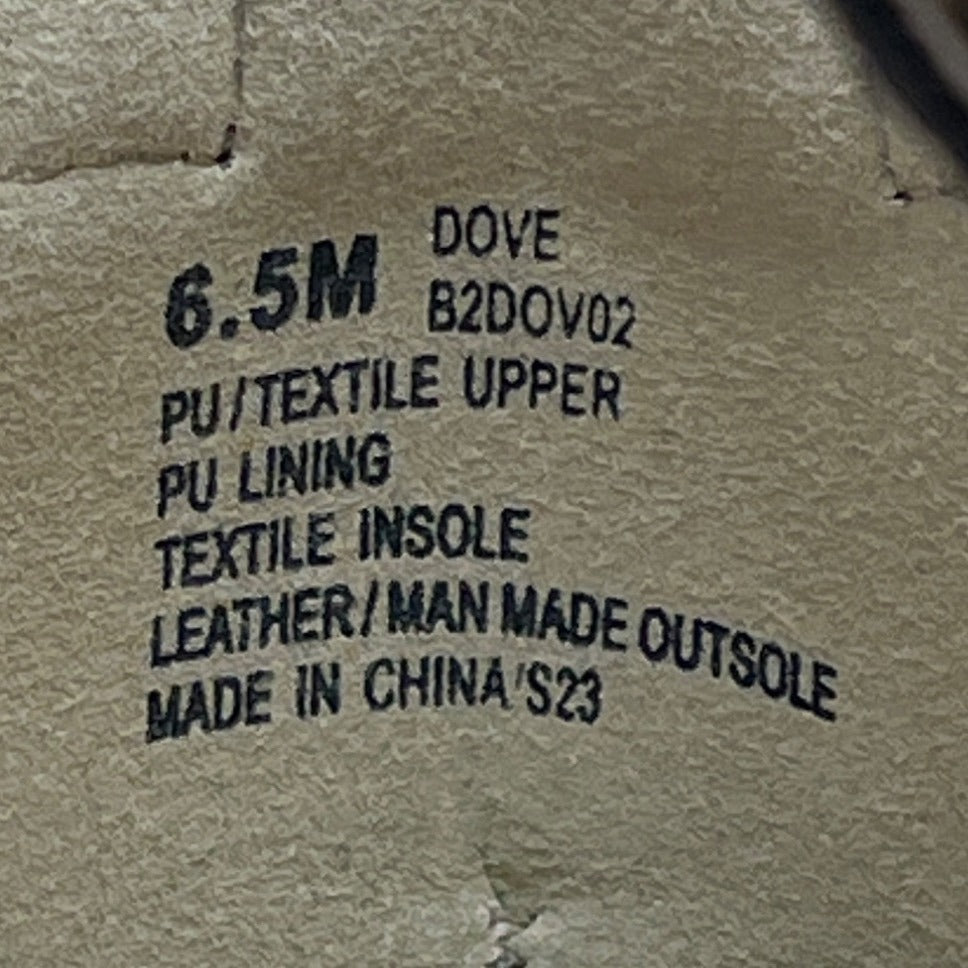 6.5M DOVE
B2DOV02
PU/TEXTILE UPPER
PU LINING
TEXTILE INSOLE
LEATHER/MAN MADE OUTSOLE
MADE IN CHINA'S23